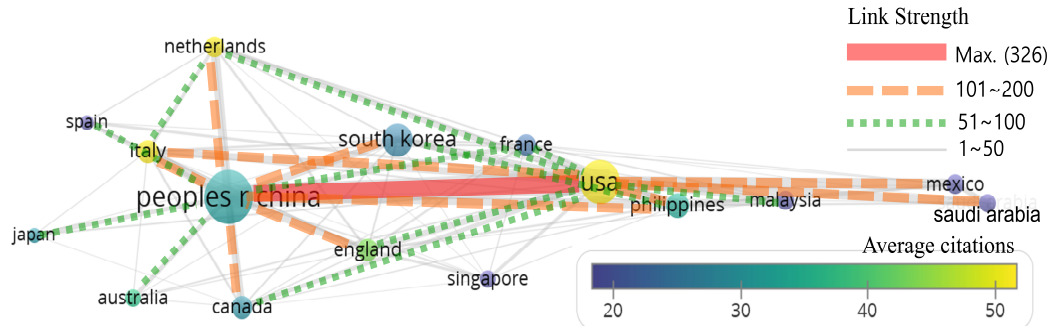 Link Strength
Max. (326)
101~200
51~100
1~50
netherlands
spain
italy
south korea
france
peoples r china
usa
mexico
malaysia
philippines
saudi arabia
japan
england
singapore
australia
canada
Average citations
20 30 40 50